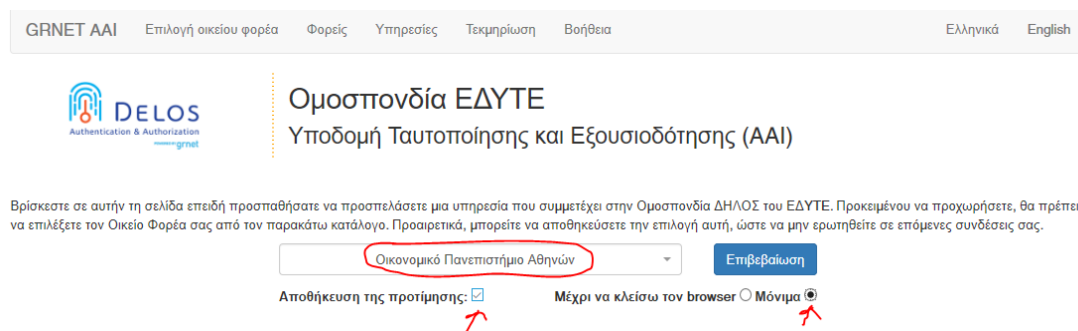 GRNET AAI Επιλογή οικείου φορέα Φορείς Υπηρεσίες Τεκμηρίωση Βοήθεια Ελληνικά English
DELOS
Authentication & Authorization
POWERED BY grnet
Ομοσπονδία ΕΔΥΤΕ
Υποδομή Ταυτοποίησης και Εξουσιοδότησης (ΑΑΙ)
Βρίσκεστε σε αυτήν τη σελίδα επειδή προσπαθήσατε να προσπελάσετε μια υπηρεσία που συμμετέχει στην Ομοσπονδία ΔΗΛΟΣ του ΕΔΥΤΕ. Προκειμένου να προχωρήσετε, θα πρέπει
να επιλέξετε τον Οικείο Φορέα σας από τον παρακάτω κατάλογο. Προαιρετικά, μπορείτε να αποθηκεύσετε την επιλογή αυτή, ώστε να μην ερωτηθείτε σε επόμενες συνδέσεις σας.
Οικονομικό Πανεπιστήμιο Αθηνών Επιβεβαίωση
Αποθήκευση της προτίμησης: Μέχρι να κλείσω τον browser Μόνιμα